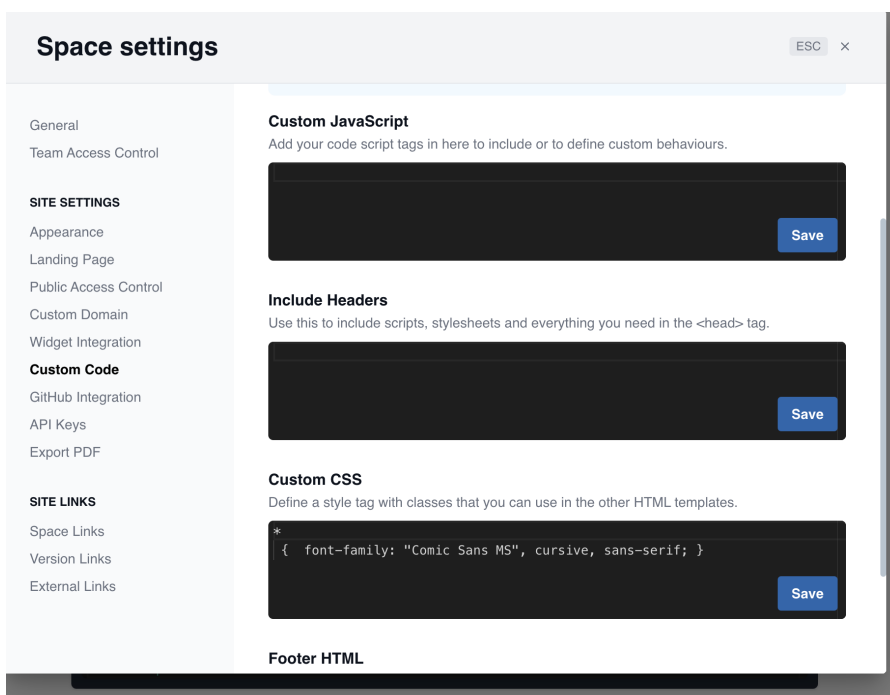 Space settings
ESC ×
General
Team Access Control
SITE SETTINGS
Appearance
Landing Page
Public Access Control
Custom Domain
Widget Integration
Custom Code
GitHub Integration
API Keys
Export PDF
SITE LINKS
Space Links
Version Links
External Links
Custom JavaScript
Add your code script tags in here to include or to define custom behaviours.
Save
Include Headers
Use this to include scripts, stylesheets and everything you need in the <head> tag.
Save
Custom CSS
Define a style tag with classes that you can use in the other HTML templates.
*
{  font-family: "Comic Sans MS", cursive, sans-serif; }
Save
Footer HTML